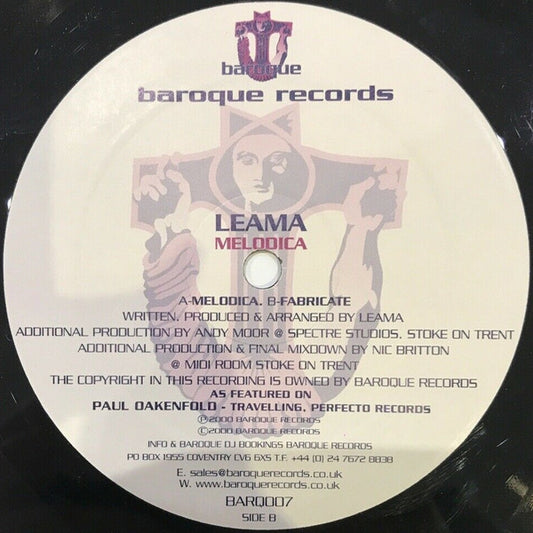 baroque
baroque records
LEAMA
MELODICA
A-MELODICA. B-FABRICATE
WRITTEN, PRODUCED & ARRANGED BY LEAMA
ADDITIONAL PRODUCTION BY ANDY MOOR @ SPECTRE STUDIOS, STOKE ON TRENT
ADDITIONAL PRODUCTION & FINAL MIXDOWN BY NIC BRITTON
@ MIDI ROOM STOKE ON TRENT
THE COPYRIGHT IN THIS RECORDING IS OWNED BY BAROQUE RECORDS
AS FEATURED ON
PAUL OAKENFOLD - TRAVELLING, PERFECTO RECORDS
℗ 2000 BAROQUE RECORDS
© 2000 BAROQUE RECORDS
INFO & BAROQUE DJ BOOKINGS BAROQUE RECORDS
PO BOX 1955 COVENTRY CV6 6XS T.F. +44 (0) 24 7672 8838
E. sales@baroquerecords.co.uk
W. www.baroquerecords.co.uk
BARQ007
SIDE B